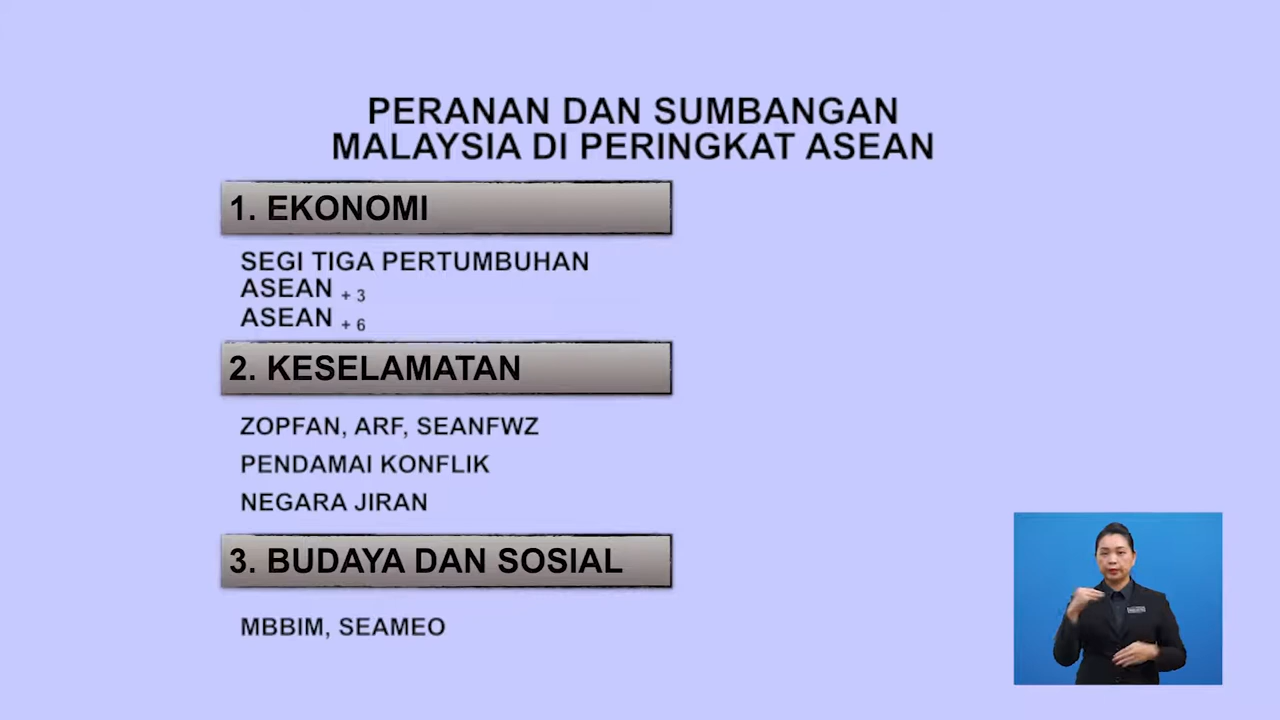 PERANAN DAN SUMBANGAN
MALAYSIA DI PERINGKAT ASEAN
1. EKONOMI
SEGI TIGA PERTUMBUHAN
ASEAN + 3
ASEAN + 6
2. KESELAMATAN
ZOPFAN, ARF, SEANFWZ
PENDAMAI KONFLIK
NEGARA JIRAN
3. BUDAYA DAN SOSIAL
MBBIM, SEAMEO